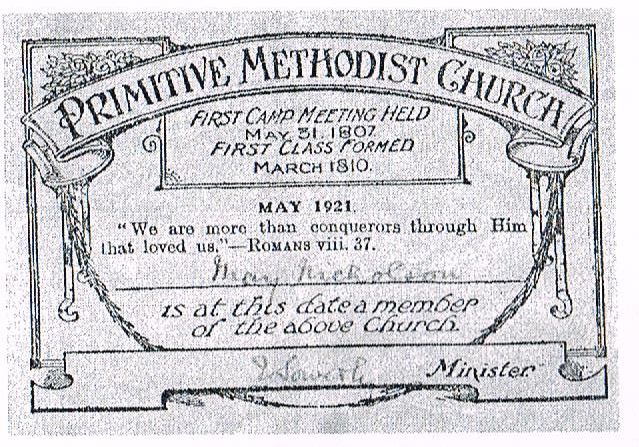 PRIMITIVE METHODIST CHURCH
FIRST CAMP MEETING HELD
MAY 31. 1807.
FIRST CLASS FORMED
MARCH 1810.
MAY 1921.
"We are more than conquerors through Him
that loved us."—ROMANS viii. 37.
May Nicholson
is at this date a member
of the above Church.
Minister